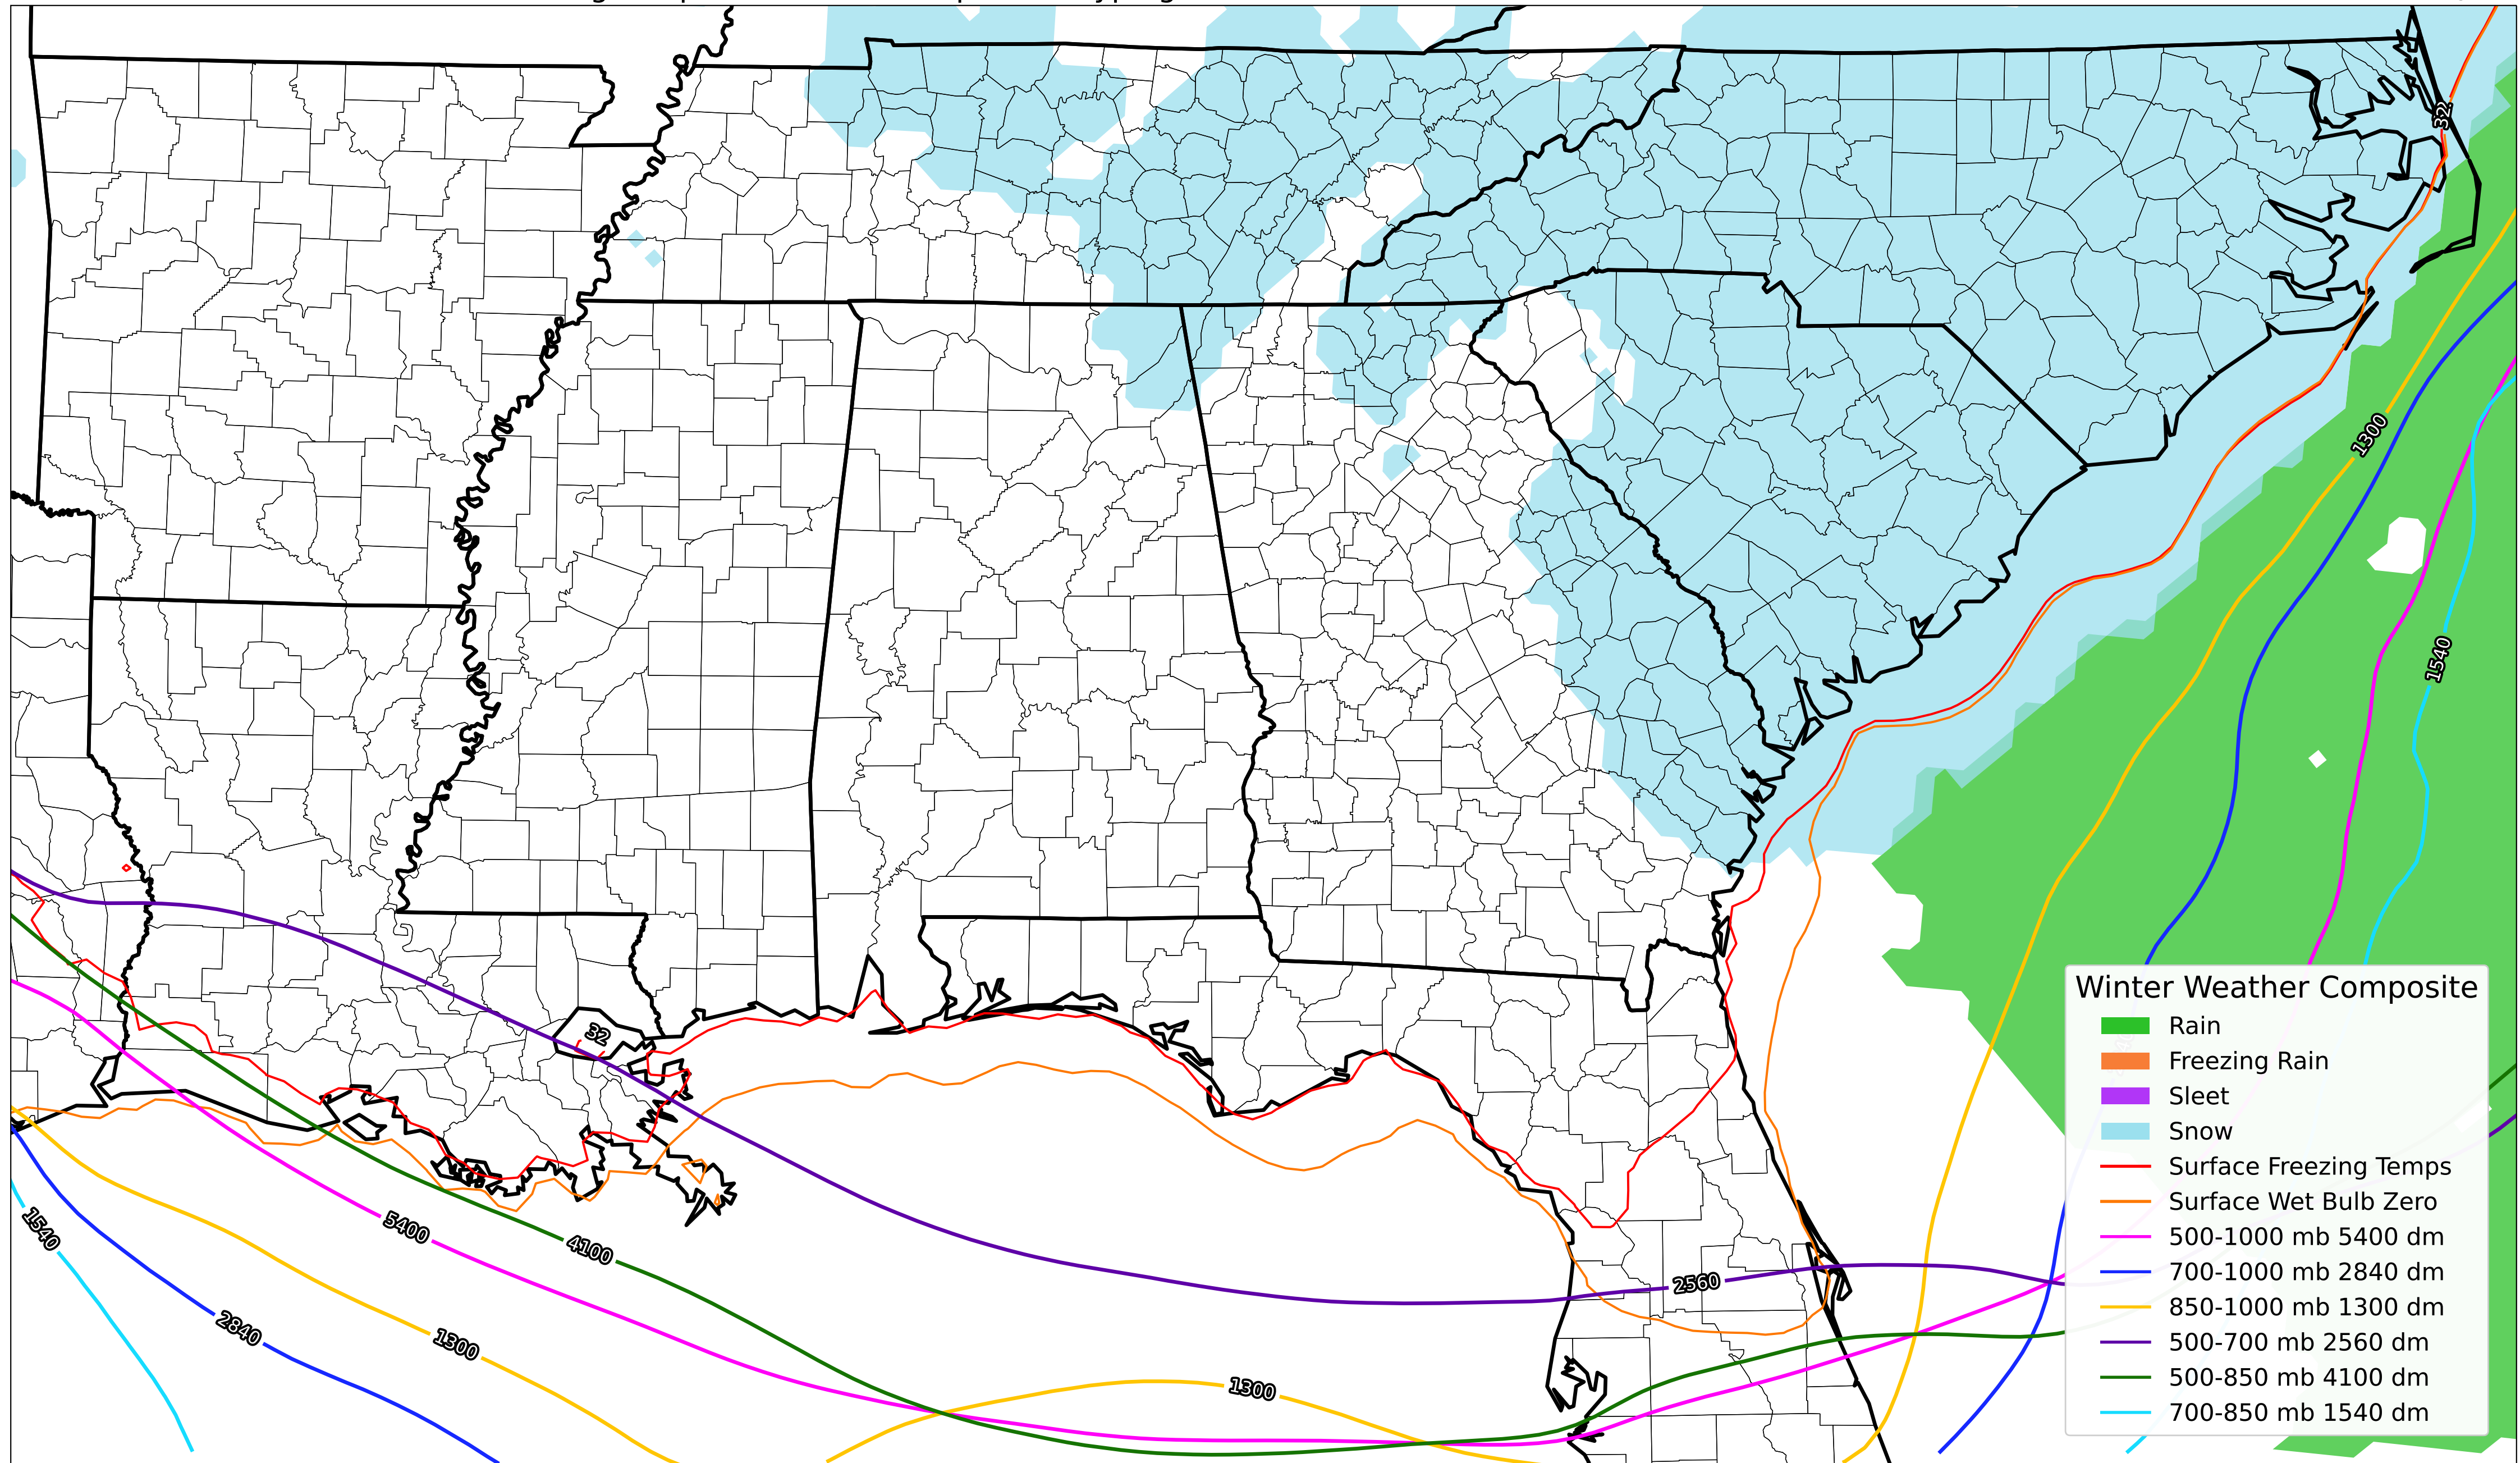 32
1300
1540
32
1540
5400
4100
2840
1300
1300
2560
Winter Weather Composite
Rain
Freezing Rain
Sleet
Snow
Surface Freezing Temps
Surface Wet Bulb Zero
500-1000 mb 5400 dm
700-1000 mb 2840 dm
850-1000 mb 1300 dm
500-700 mb 2560 dm
500-850 mb 4100 dm
700-850 mb 1540 dm